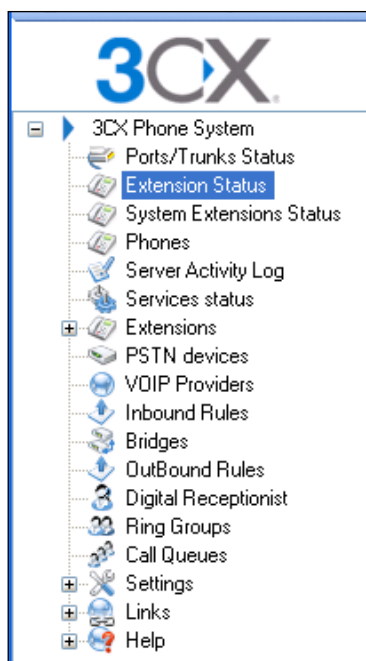 3CX
3CX Phone System
Ports/Trunks Status
Extension Status
System Extensions Status
Phones
Server Activity Log
Services status
Extensions
PSTN devices
VOIP Providers
Inbound Rules
Bridges
OutBound Rules
Digital Receptionist
Ring Groups
Call Queues
Settings
Links
Help